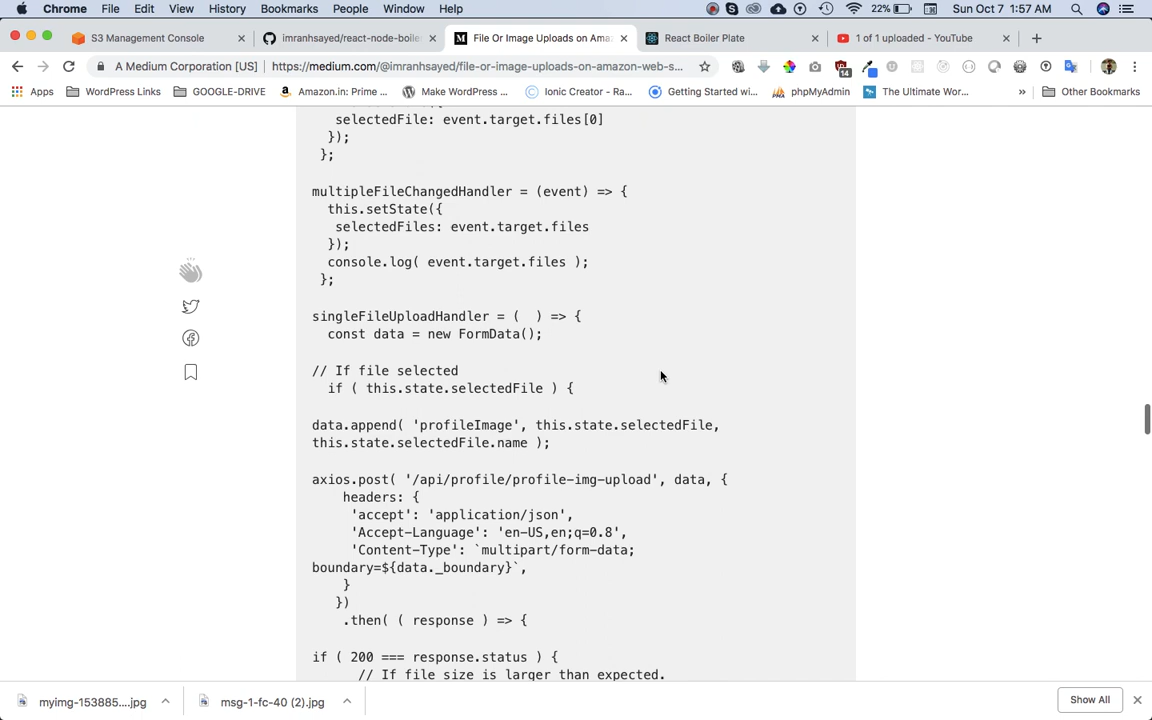 Chrome File Edit View History Bookmarks People Window Help 22% Sun Oct 7 1:57 AM
S3 Management Console imranhsayed/react-node-boile File Or Image Uploads on Ama React Boiler Plate 1 of 1 uploaded - YouTube
A Medium Corporation [US] https://medium.com/@imranhsayed/file-or-image-uploads-on-amazon-web-s... 14
Apps WordPress Links GOOGLE-DRIVE Amazon.in: Prime ... Make WordPress ... Ionic Creator - Ra... Getting Started wi... phpMyAdmin The Ultimate Wor... » Other Bookmarks
selectedFile: event.target.files[0]
});
};
multipleFileChangedHandler = (event) => {
this.setState({
selectedFiles: event.target.files
});
console.log( event.target.files );
};
singleFileUploadHandler = (  ) => {
const data = new FormData();
// If file selected
if ( this.state.selectedFile ) {
data.append( 'profileImage', this.state.selectedFile,
this.state.selectedFile.name );
axios.post( '/api/profile/profile-img-upload', data, {
headers: {
'accept': 'application/json',
'Accept-Language': 'en-US,en;q=0.8',
'Content-Type': `multipart/form-data;
boundary=${data._boundary}`,
}
})
.then( ( response ) => {
if ( 200 === response.status ) {
// If file size is larger than expected.
myimg-153885....jpg msg-1-fc-40 (2).jpg Show All